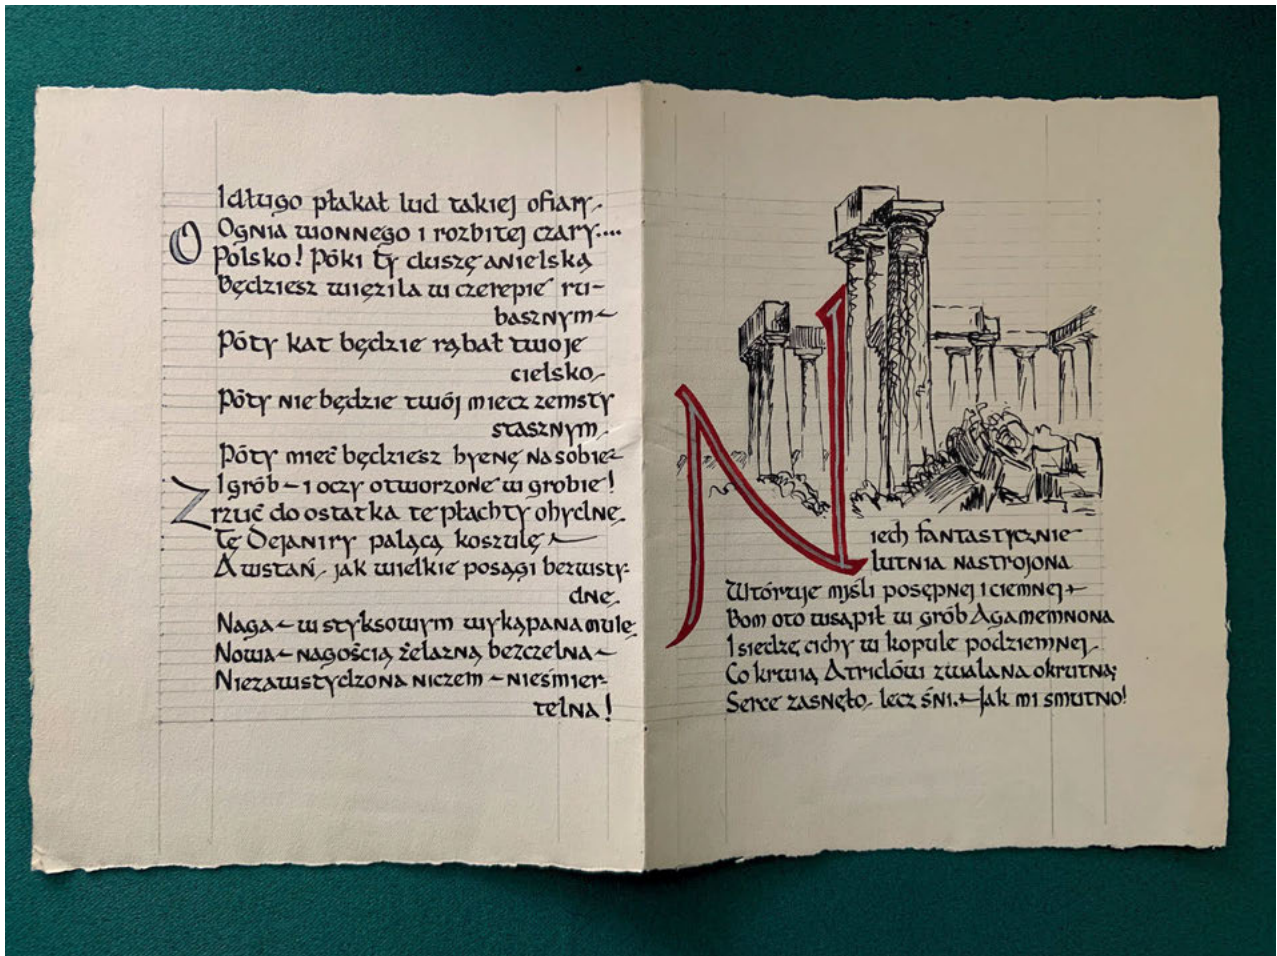 I długo płakał lud takiej ofiary,
Ognia wonnego i rozbitej czary....
O Polsko! Póki ty duszę anielską
Będziesz więziła w czerepie ru-
basznym –
Póty kat będzie rąbał twoje
cielsko,
Póty nie będzie twój miecz zemsty
stasznym,
Póty mieć będziesz hyenę na sobie –
I grób – i oczy otworzone w grobie!
Zrzuć do ostatka te płachty ohydne,
Tę Dejaniry palącą koszulę –
A wstań, jak wielkie posągi bezwsty-
dne,
Naga – w styksowym wykąpana mule,
Nowa – nagością żelazną bezczelna –
Niezawstydzona niczem – nieśmier-
telna!
Niech fantastycznie
lutnia nastrojona
Wtóruje myśli posępnej i ciemnej –
Bom oto wsąpił w grób Agamemnona
I siedzę cichy w kopule podziemnej,
Co krwią Atrydów zwalana okrutną;
Serce zasnęło, lecz śni. – Jak mi smutno!